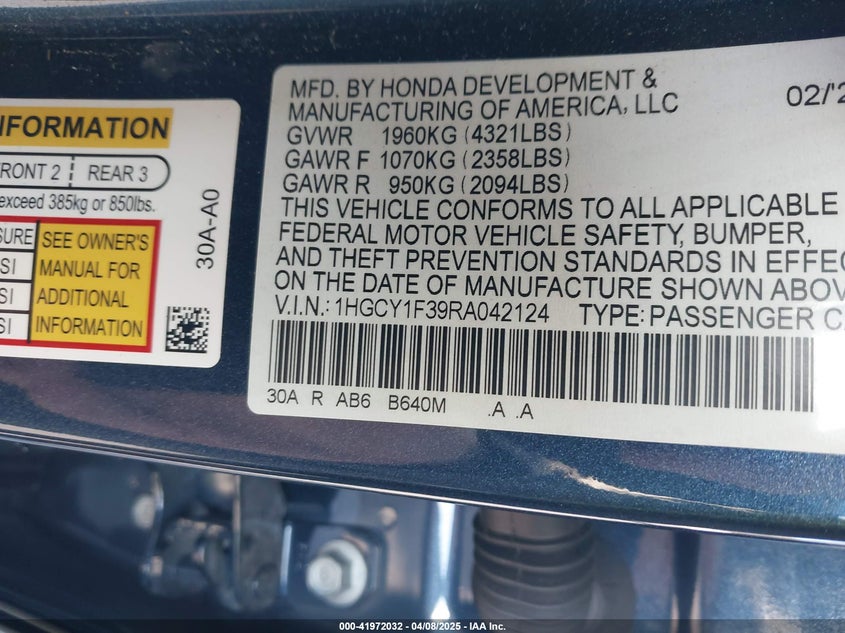 INFORMATION
FRONT 2 REAR 3
exceed 385kg or 850lbs.
SEE OWNER'S
MANUAL FOR
ADDITIONAL
INFORMATION
30A-A0
MFD. BY HONDA DEVELOPMENT &
MANUFACTURING OF AMERICA, LLC 02/'2
GVWR 1960KG (4321LBS)
GAWR F 1070KG (2358LBS)
GAWR R 950KG (2094LBS)
THIS VEHICLE CONFORMS TO ALL APPLICABLE
FEDERAL MOTOR VEHICLE SAFETY, BUMPER,
AND THEFT PREVENTION STANDARDS IN EFFEC
ON THE DATE OF MANUFACTURE SHOWN ABOV
V.I.N.: 1HGCY1F39RA042124 TYPE: PASSENGER C
30A R AB6 B640M .A .A
000-41972032 - 04/08/2025 - IAA Inc.